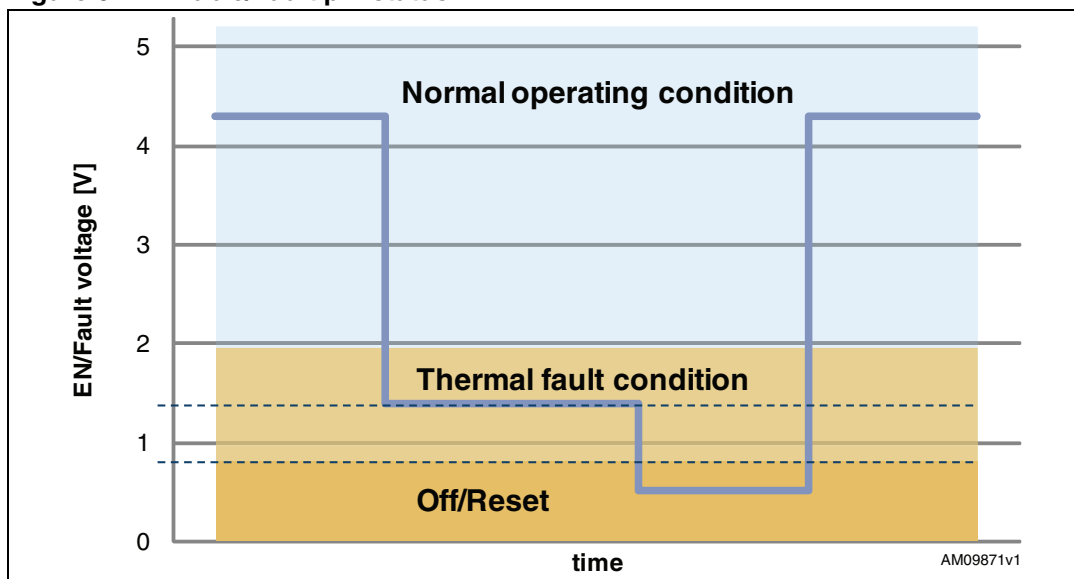 5
Normal operating condition
4
EN/Fault voltage [V]
3
2
Thermal fault condition
1
Off/Reset
0
time
AM09871v1